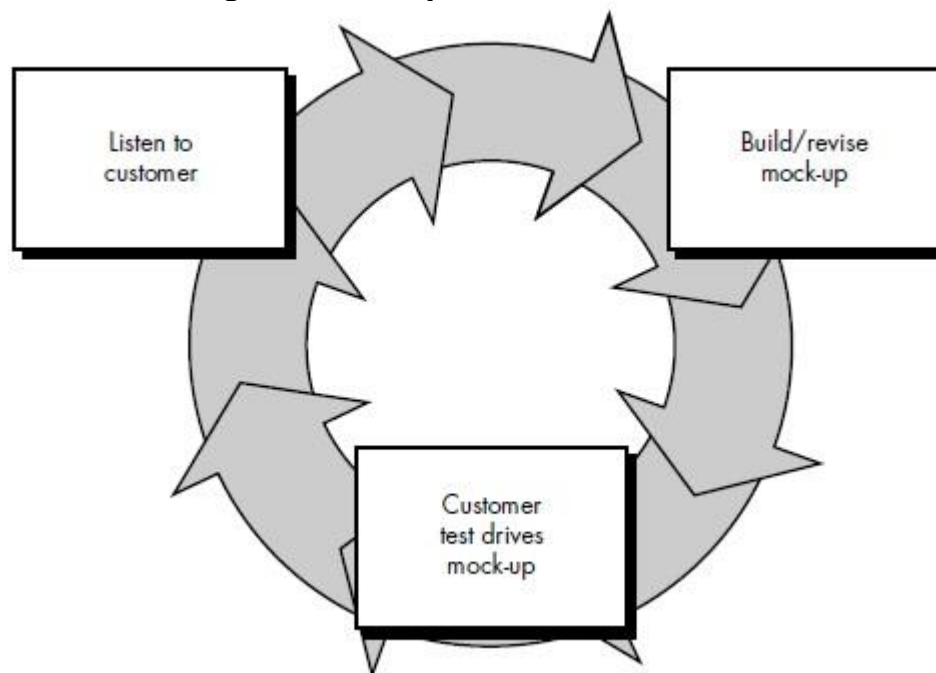 Listen to
customer
Build/revise
mock-up
Customer
test drives
mock-up